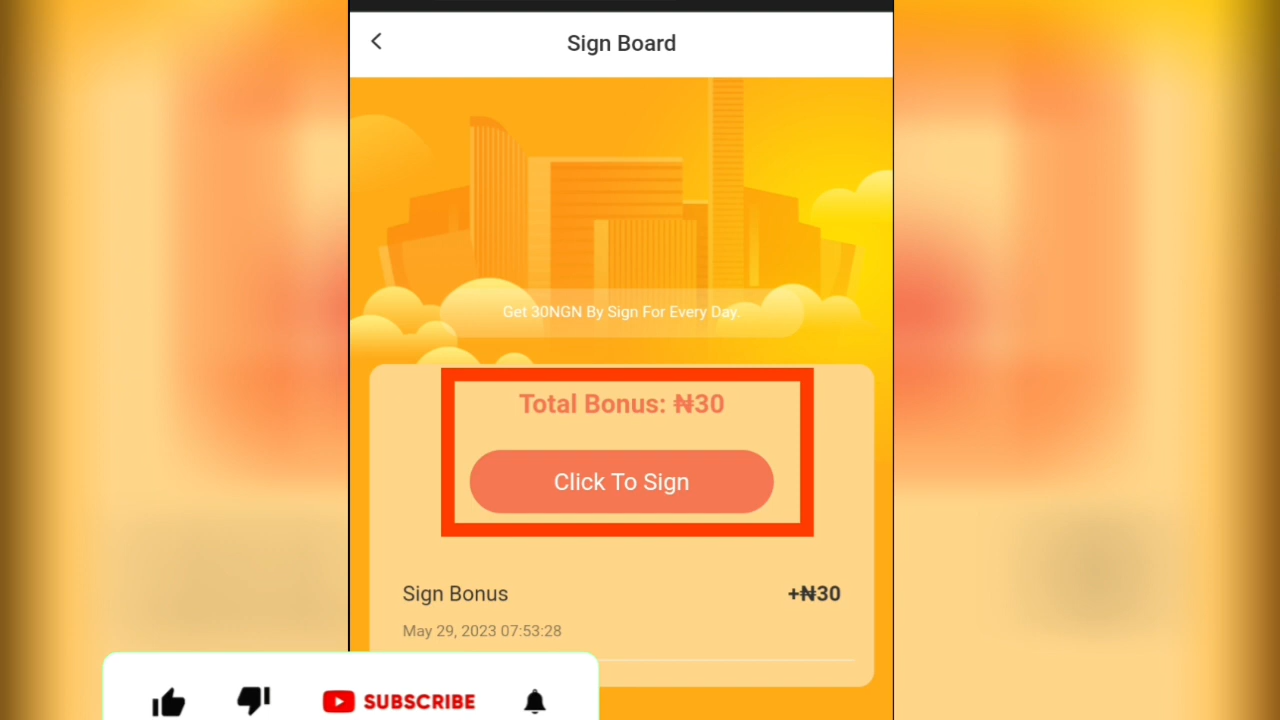 Sign Board
Get 30NGN By Sign For Every Day.
Total Bonus: ₦30
Click To Sign
Sign Bonus +₦30
May 29, 2023 07:53:28
SUBSCRIBE